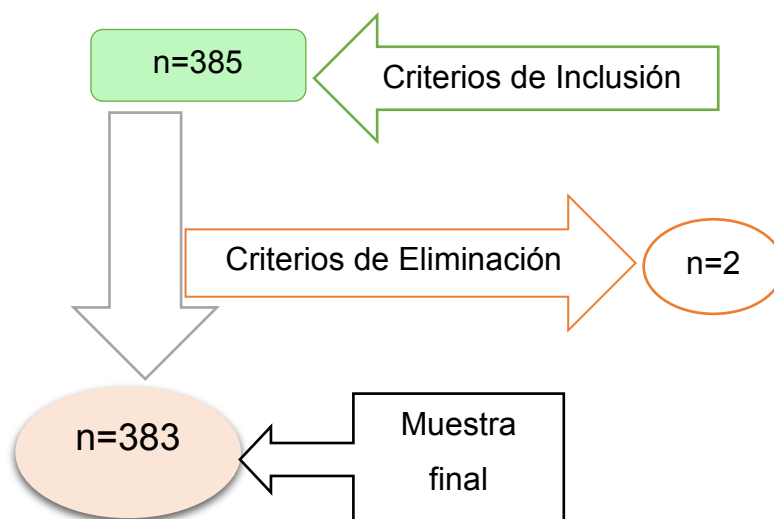 n=385
Criterios de Inclusión
Criterios de Eliminación
n=2
n=383
Muestra
final